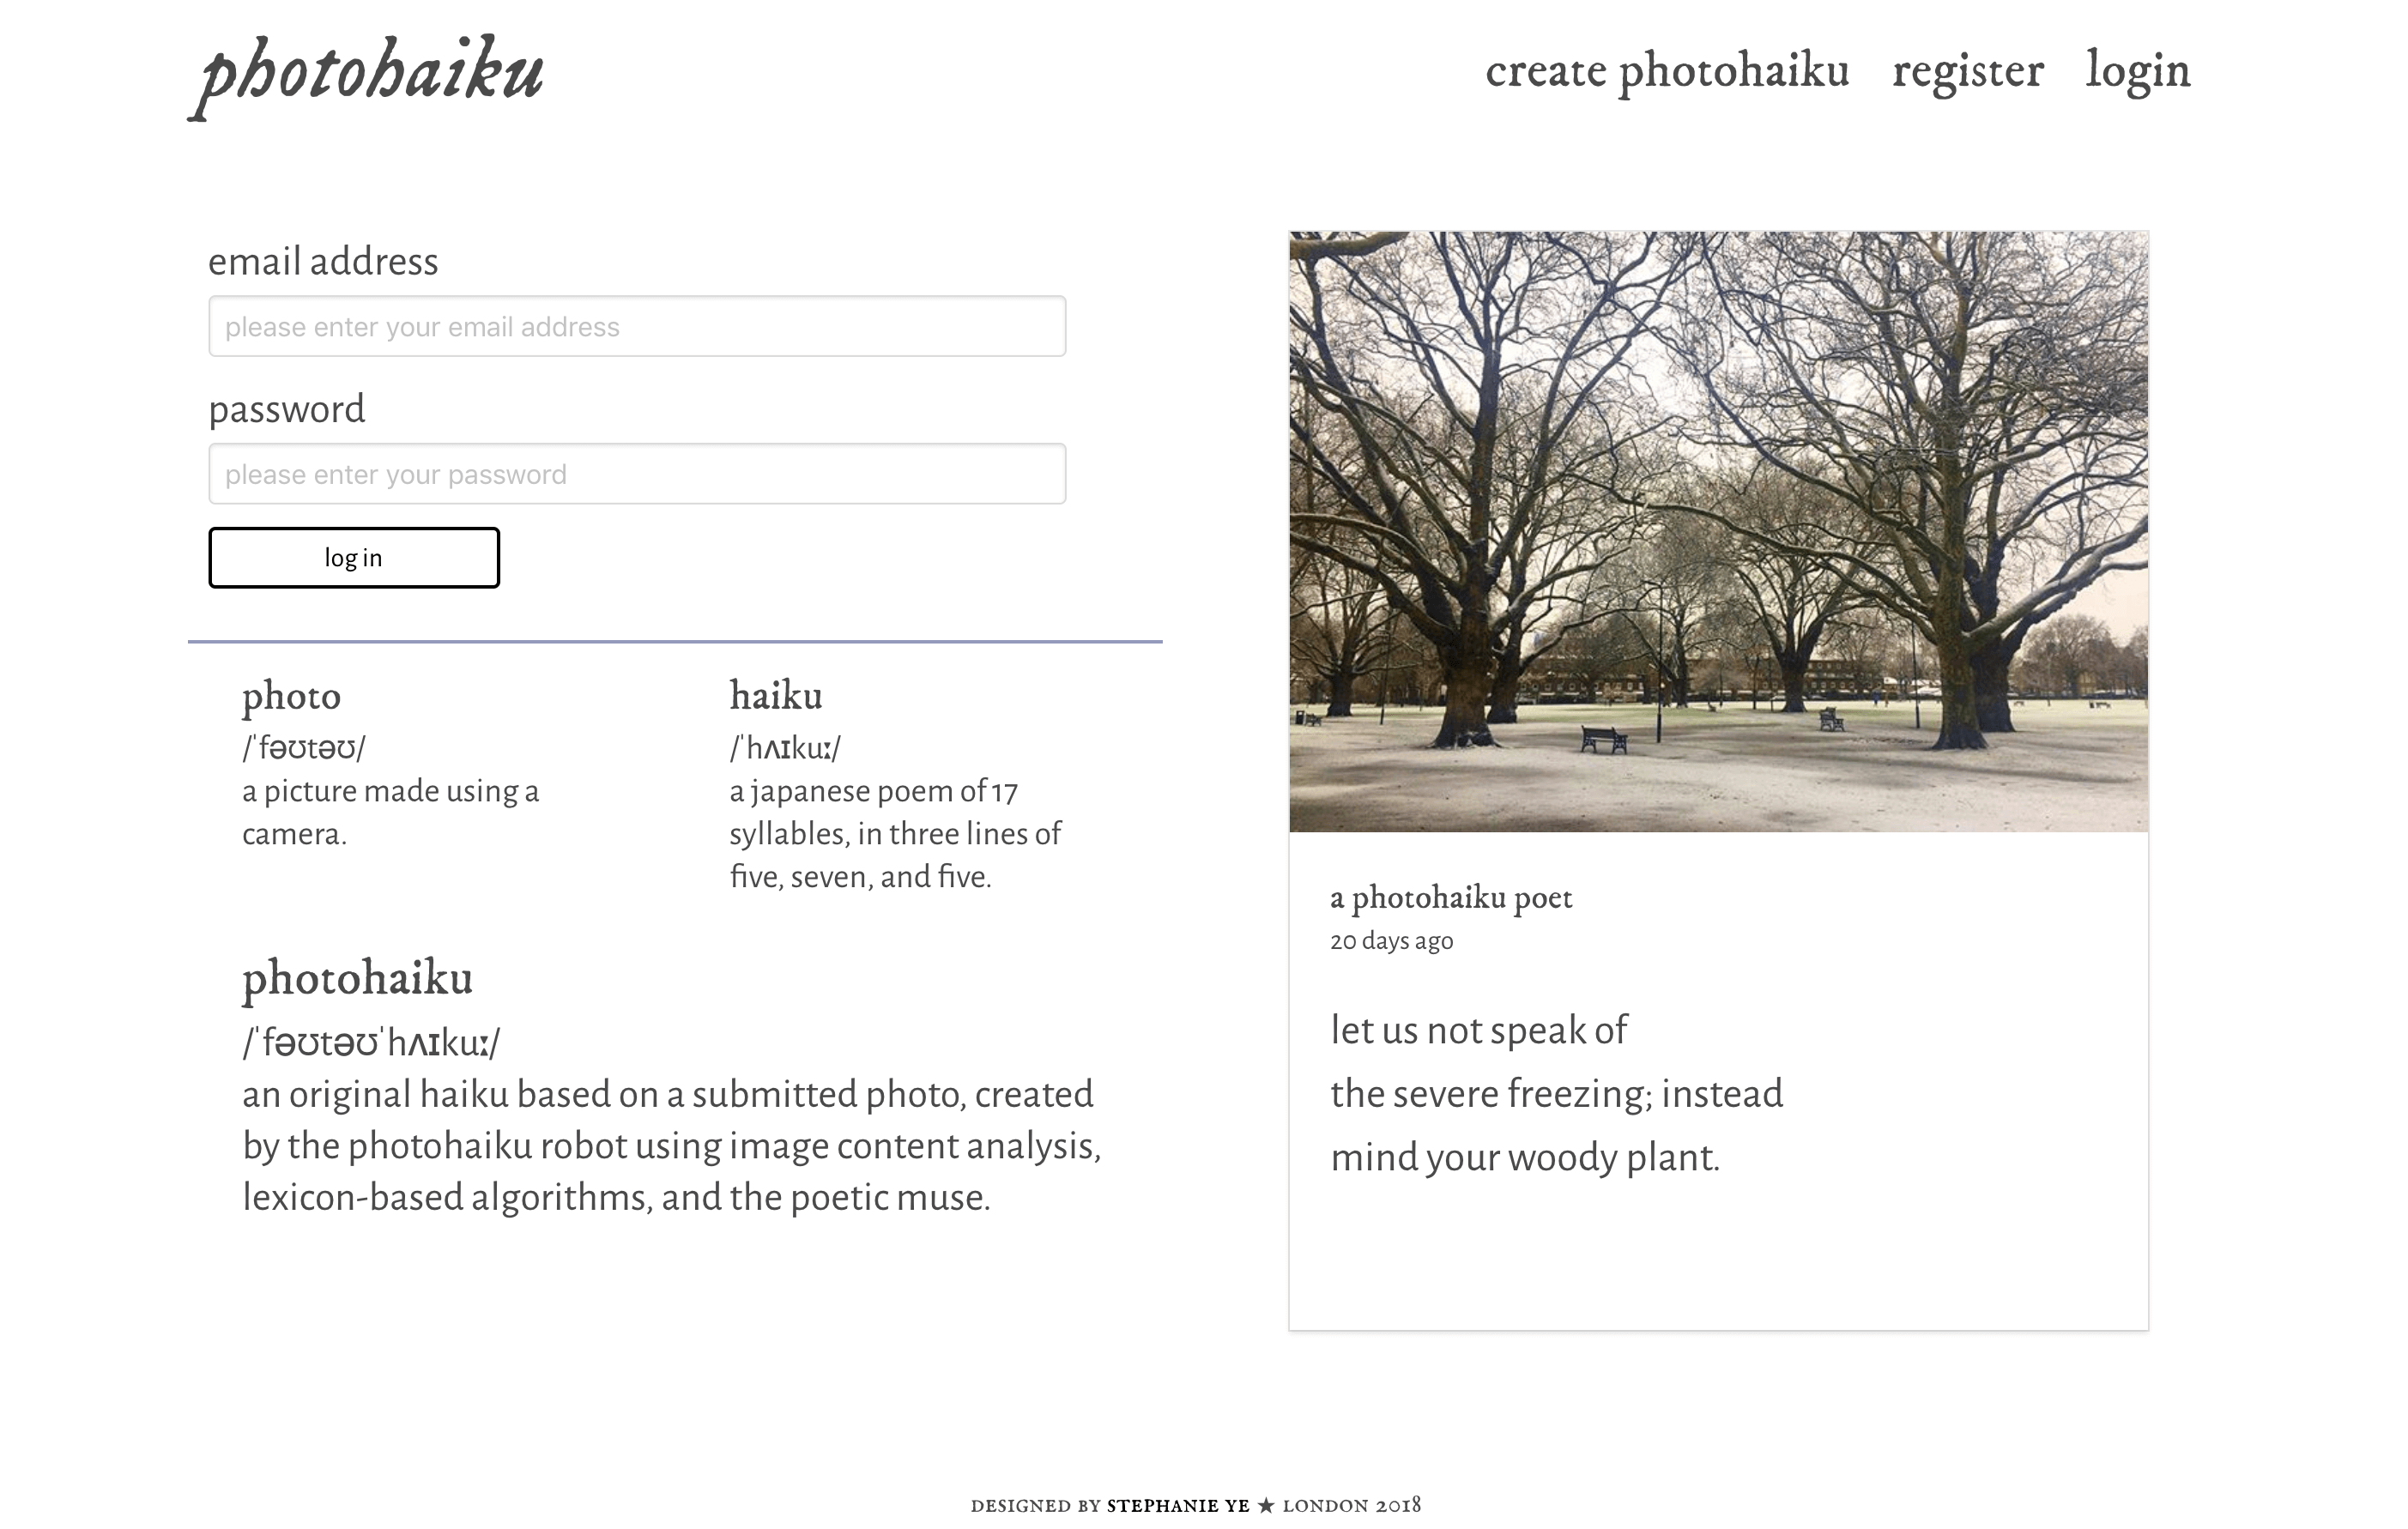 photohaiku
create photohaiku register login
email address
please enter your email address
password
please enter your password
log in
photo
/ˈfəʊtəʊ/
a picture made using a
camera.
haiku
/ˈhʌɪkuː/
a japanese poem of 17
syllables, in three lines of
five, seven, and five.
photohaiku
/ˈfəʊtəʊˈhʌɪkuː/
an original haiku based on a submitted photo, created
by the photohaiku robot using image content analysis,
lexicon-based algorithms, and the poetic muse.
a photohaiku poet
20 days ago
let us not speak of
the severe freezing; instead
mind your woody plant.
DESIGNED BY STEPHANIE YE ★ LONDON 2018